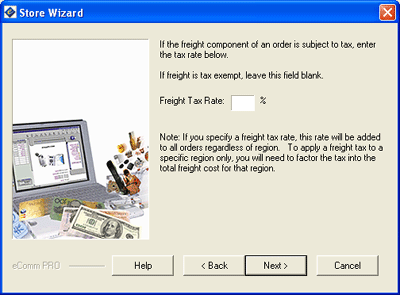 Store Wizard
If the freight component of an order is subject to tax, enter
the tax rate below.
If freight is tax exempt, leave this field blank.
Freight Tax Rate: %
Note: If you specify a freight tax rate, this rate will be added
to all orders regardless of region. To apply a freight tax to a
specific region only, you will need to factor the tax into the
total freight cost for that region.
eComm PRO
Help
< Back
Next >
Cancel